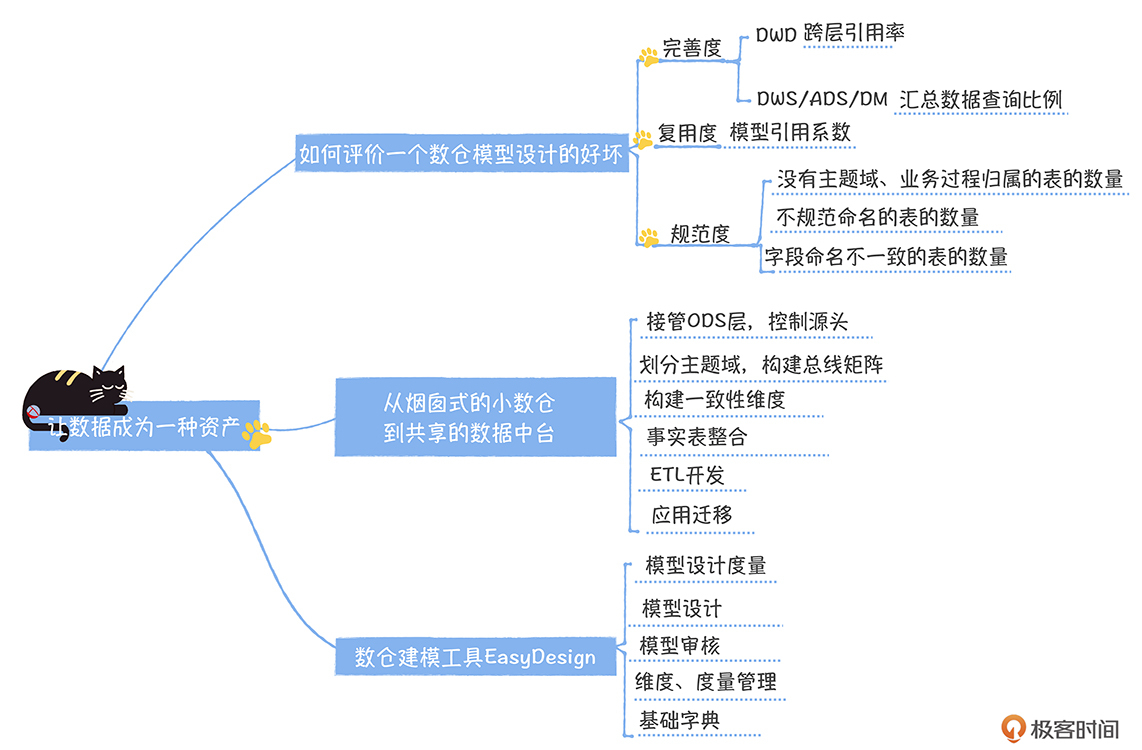 让数据成为一种资产
如何评价一个数仓模型设计的好坏
完善度
DWD 跨层引用率
DWS/ADS/DM 汇总数据查询比例
复用度 模型引用系数
规范度
没有主题域、业务过程归属的表的数量
不规范命名的表的数量
字段命名不一致的表的数量
从烟囱式的小数仓
到共享的数据中台
接管ODS层，控制源头
划分主题域，构建总线矩阵
构建一致性维度
事实表整合
ETL开发
应用迁移
数仓建模工具EasyDesign
模型设计度量
模型设计
模型审核
维度、度量管理
基础字典
极客时间